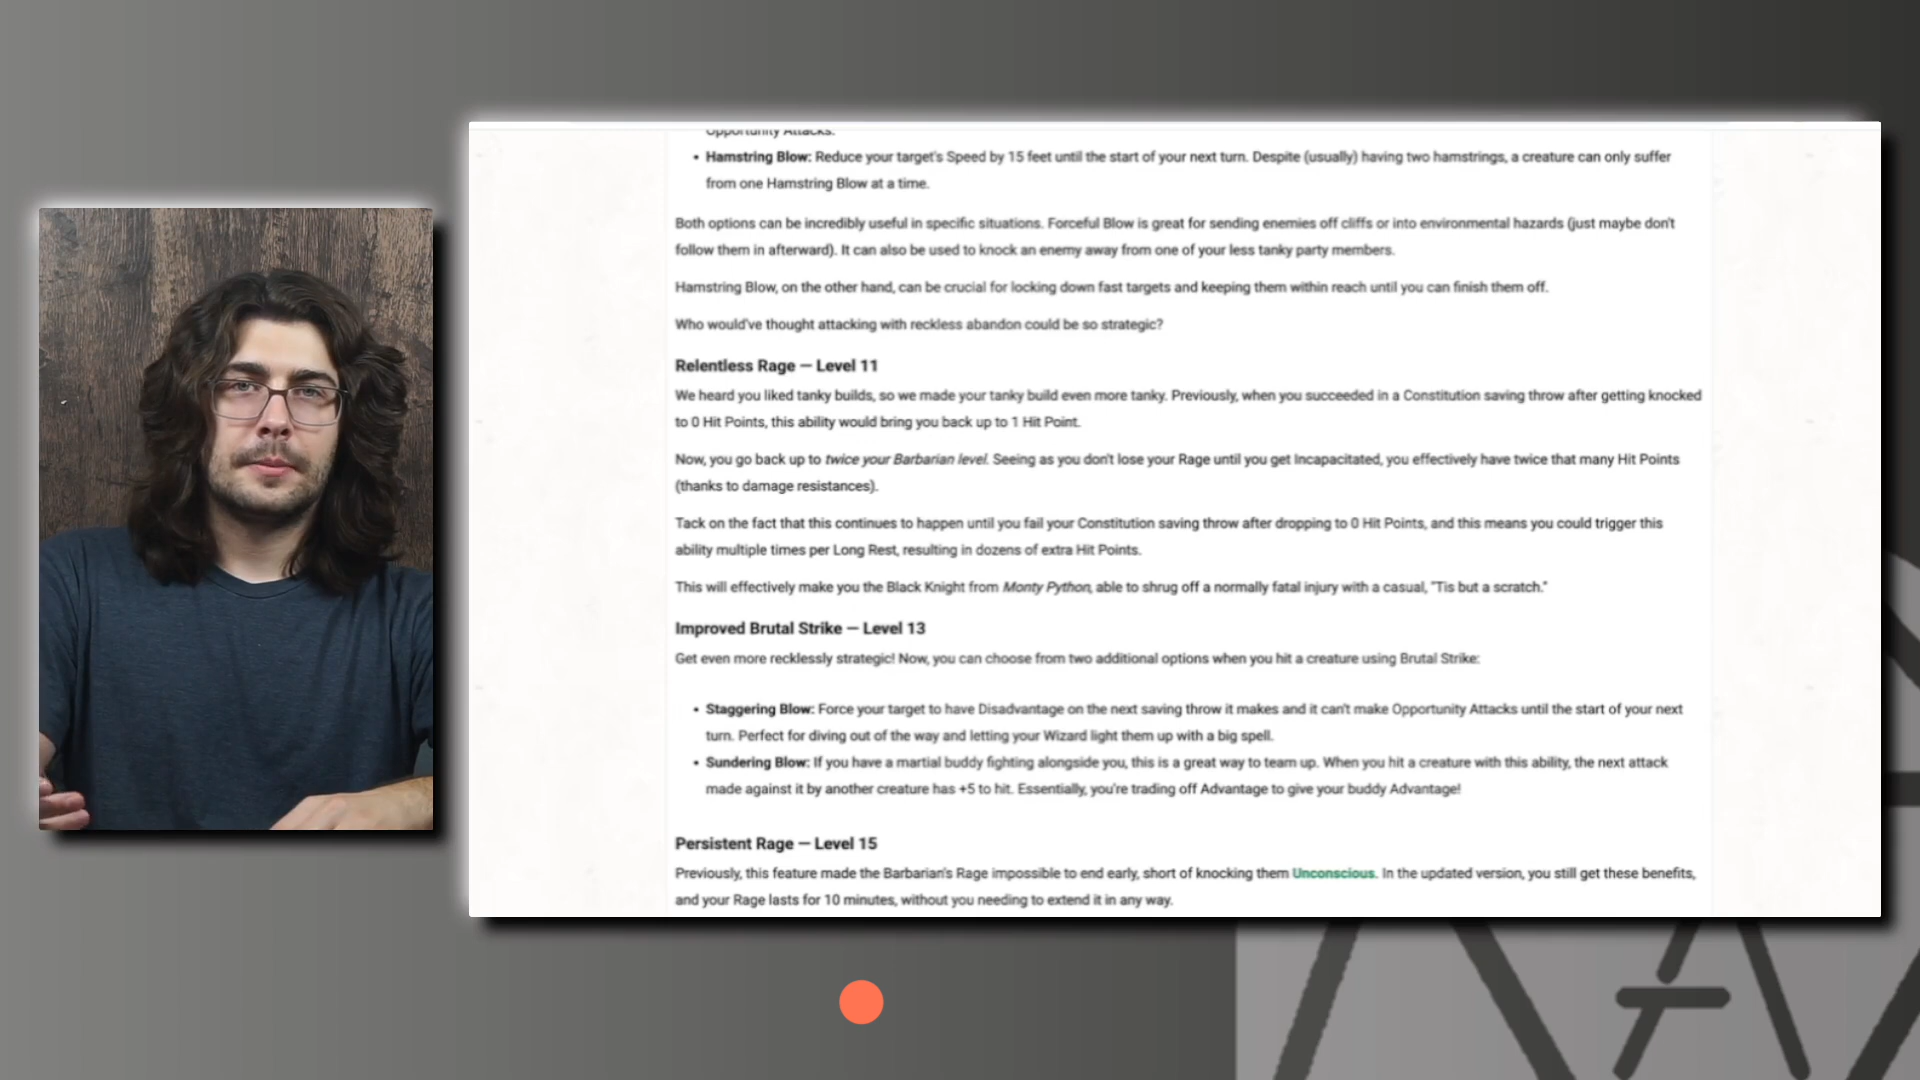 Opportunity Attacks.
• Hamstring Blow: Reduce your target's Speed by 15 feet until the start of your next turn. Despite (usually) having two hamstrings, a creature can only suffer
from one Hamstring Blow at a time.
Both options can be incredibly useful in specific situations. Forceful Blow is great for sending enemies off cliffs or into environmental hazards (just maybe don't
follow them in afterward). It can also be used to knock an enemy away from one of your less tanky party members.
Hamstring Blow, on the other hand, can be crucial for locking down fast targets and keeping them within reach until you can finish them off.
Who would've thought attacking with reckless abandon could be so strategic?
Relentless Rage — Level 11
We heard you liked tanky builds, so we made your tanky build even more tanky. Previously, when you succeeded in a Constitution saving throw after getting knocked
to 0 Hit Points, this ability would bring you back up to 1 Hit Point.
Now, you go back up to twice your Barbarian level. Seeing as you don't lose your Rage until you get Incapacitated, you effectively have twice that many Hit Points
(thanks to damage resistances).
Tack on the fact that this continues to happen until you fail your Constitution saving throw after dropping to 0 Hit Points, and this means you could trigger this
ability multiple times per Long Rest, resulting in dozens of extra Hit Points.
This will effectively make you the Black Knight from Monty Python, able to shrug off a normally fatal injury with a casual, "Tis but a scratch."
Improved Brutal Strike — Level 13
Get even more recklessly strategic! Now, you can choose from two additional options when you hit a creature using Brutal Strike:
• Staggering Blow: Force your target to have Disadvantage on the next saving throw it makes and it can't make Opportunity Attacks until the start of your next
turn. Perfect for diving out of the way and letting your Wizard light them up with a big spell.
• Sundering Blow: If you have a martial buddy fighting alongside you, this is a great way to team up. When you hit a creature with this ability, the next attack
made against it by another creature has +5 to hit. Essentially, you're trading off Advantage to give your buddy Advantage!
Persistent Rage — Level 15
Previously, this feature made the Barbarian's Rage impossible to end early, short of knocking them Unconscious. In the updated version, you still get these benefits,
and your Rage lasts for 10 minutes, without you needing to extend it in any way.